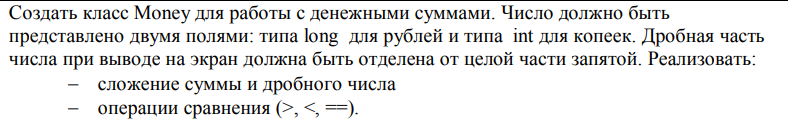 Создать класс Money для работы с денежными суммами. Число должно быть
представлено двумя полями: типа long для рублей и типа int для копеек. Дробная часть
числа при выводе на экран должна быть отделена от целой части запятой. Реализовать:
– сложение суммы и дробного числа
– операции сравнения (>, <, ==).